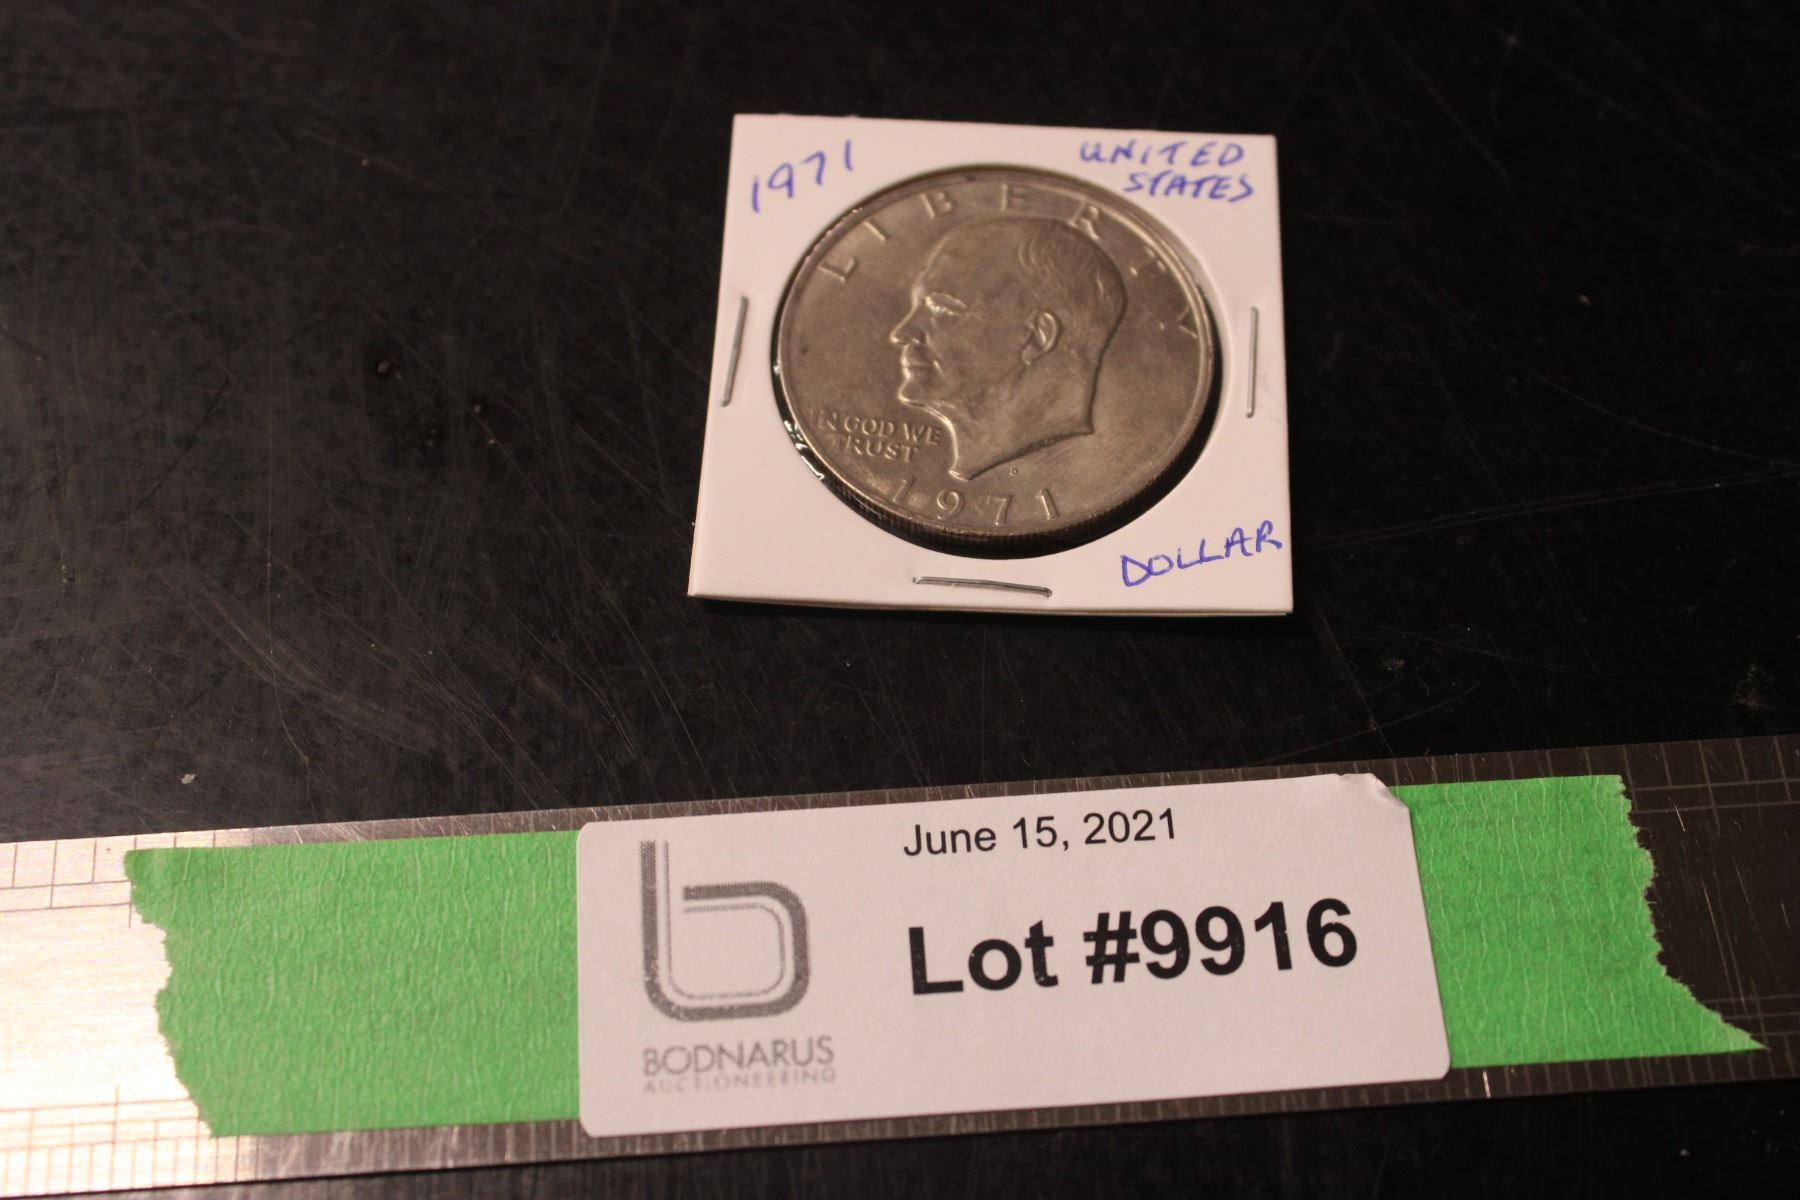 1971
UNITED
STATES
LIBERTY
IN GOD WE
TRUST
D
1971
DOLLAR
June 15, 2021
Lot #9916
b
BODNARUS
AUCTIONEERING